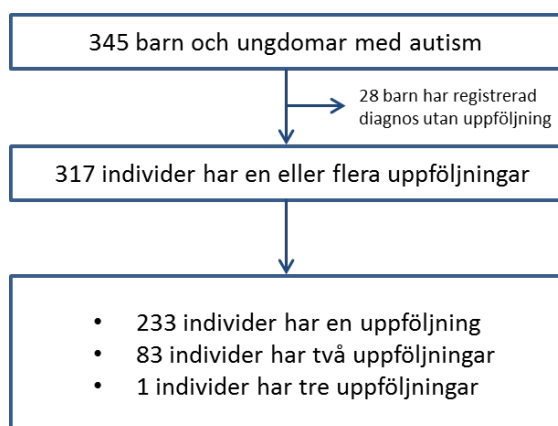 345 barn och ungdomar med autism
28 barn har registrerad
diagnos utan uppföljning
317 individer har en eller flera uppföljningar
• 233 individer har en uppföljning
• 83 individer har två uppföljningar
• 1 individer har tre uppföljningar